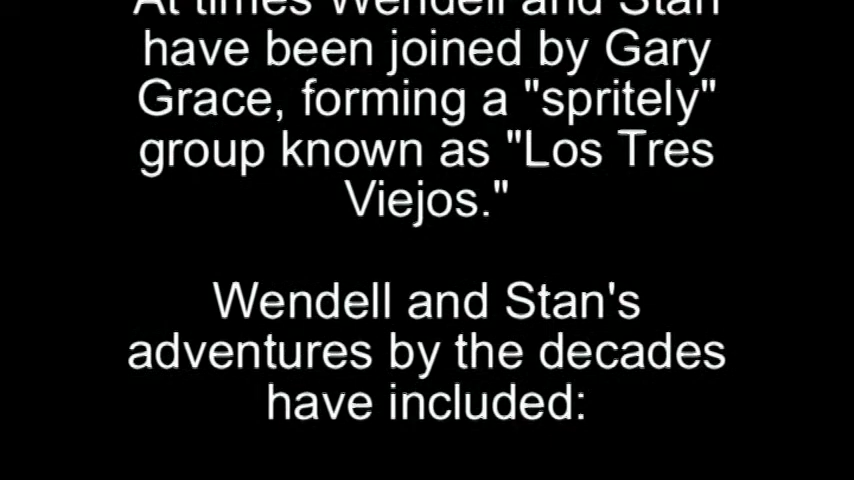 At times Wendell and Stan
have been joined by Gary
Grace, forming a "spritely"
group known as "Los Tres
Viejos."
Wendell and Stan's
adventures by the decades
have included: